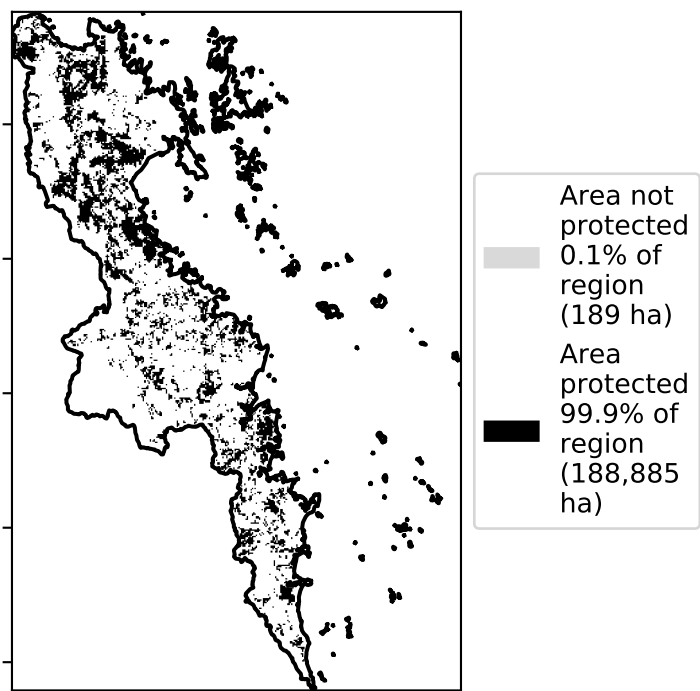 Area not
protected
0.1% of
region
(189 ha)
Area
protected
99.9% of
region
(188,885
ha)